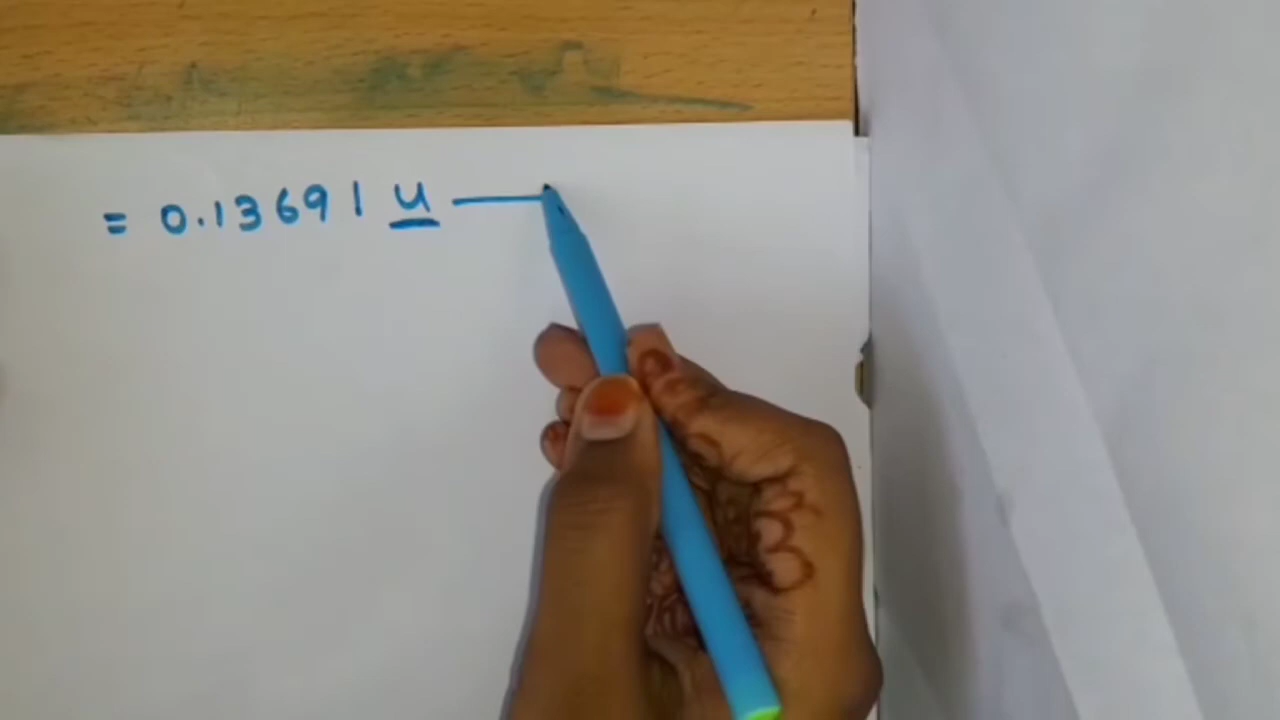 = 0.13691 u —